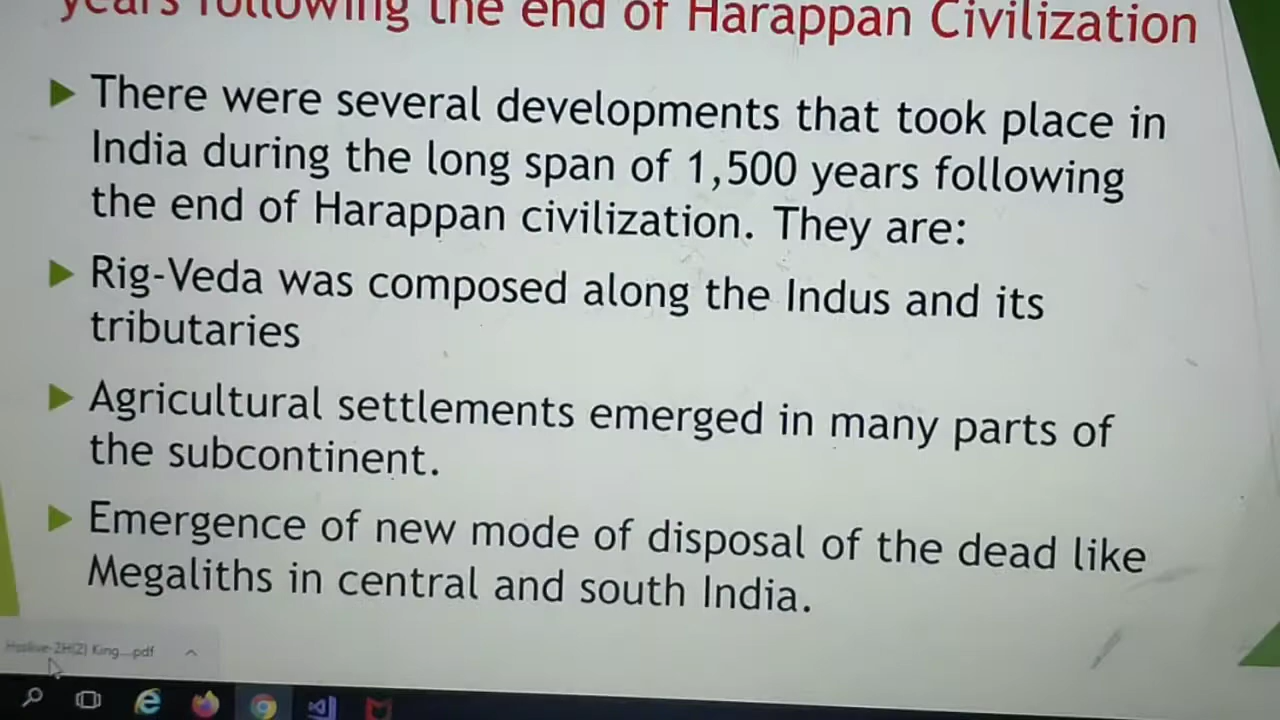 years following the end of Harappan Civilization
There were several developments that took place in
India during the long span of 1,500 years following
the end of Harappan civilization. They are:
Rig-Veda was composed along the Indus and its
tributaries
Agricultural settlements emerged in many parts of
the subcontinent.
Emergence of new mode of disposal of the dead like
Megaliths in central and south India.
King....pdf